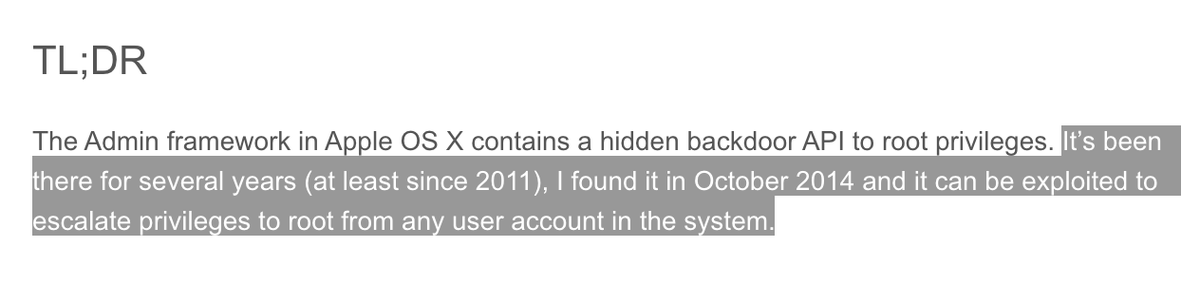 TL;DR
The Admin framework in Apple OS X contains a hidden backdoor API to root privileges. It’s been
there for several years (at least since 2011), I found it in October 2014 and it can be exploited to
escalate privileges to root from any user account in the system.